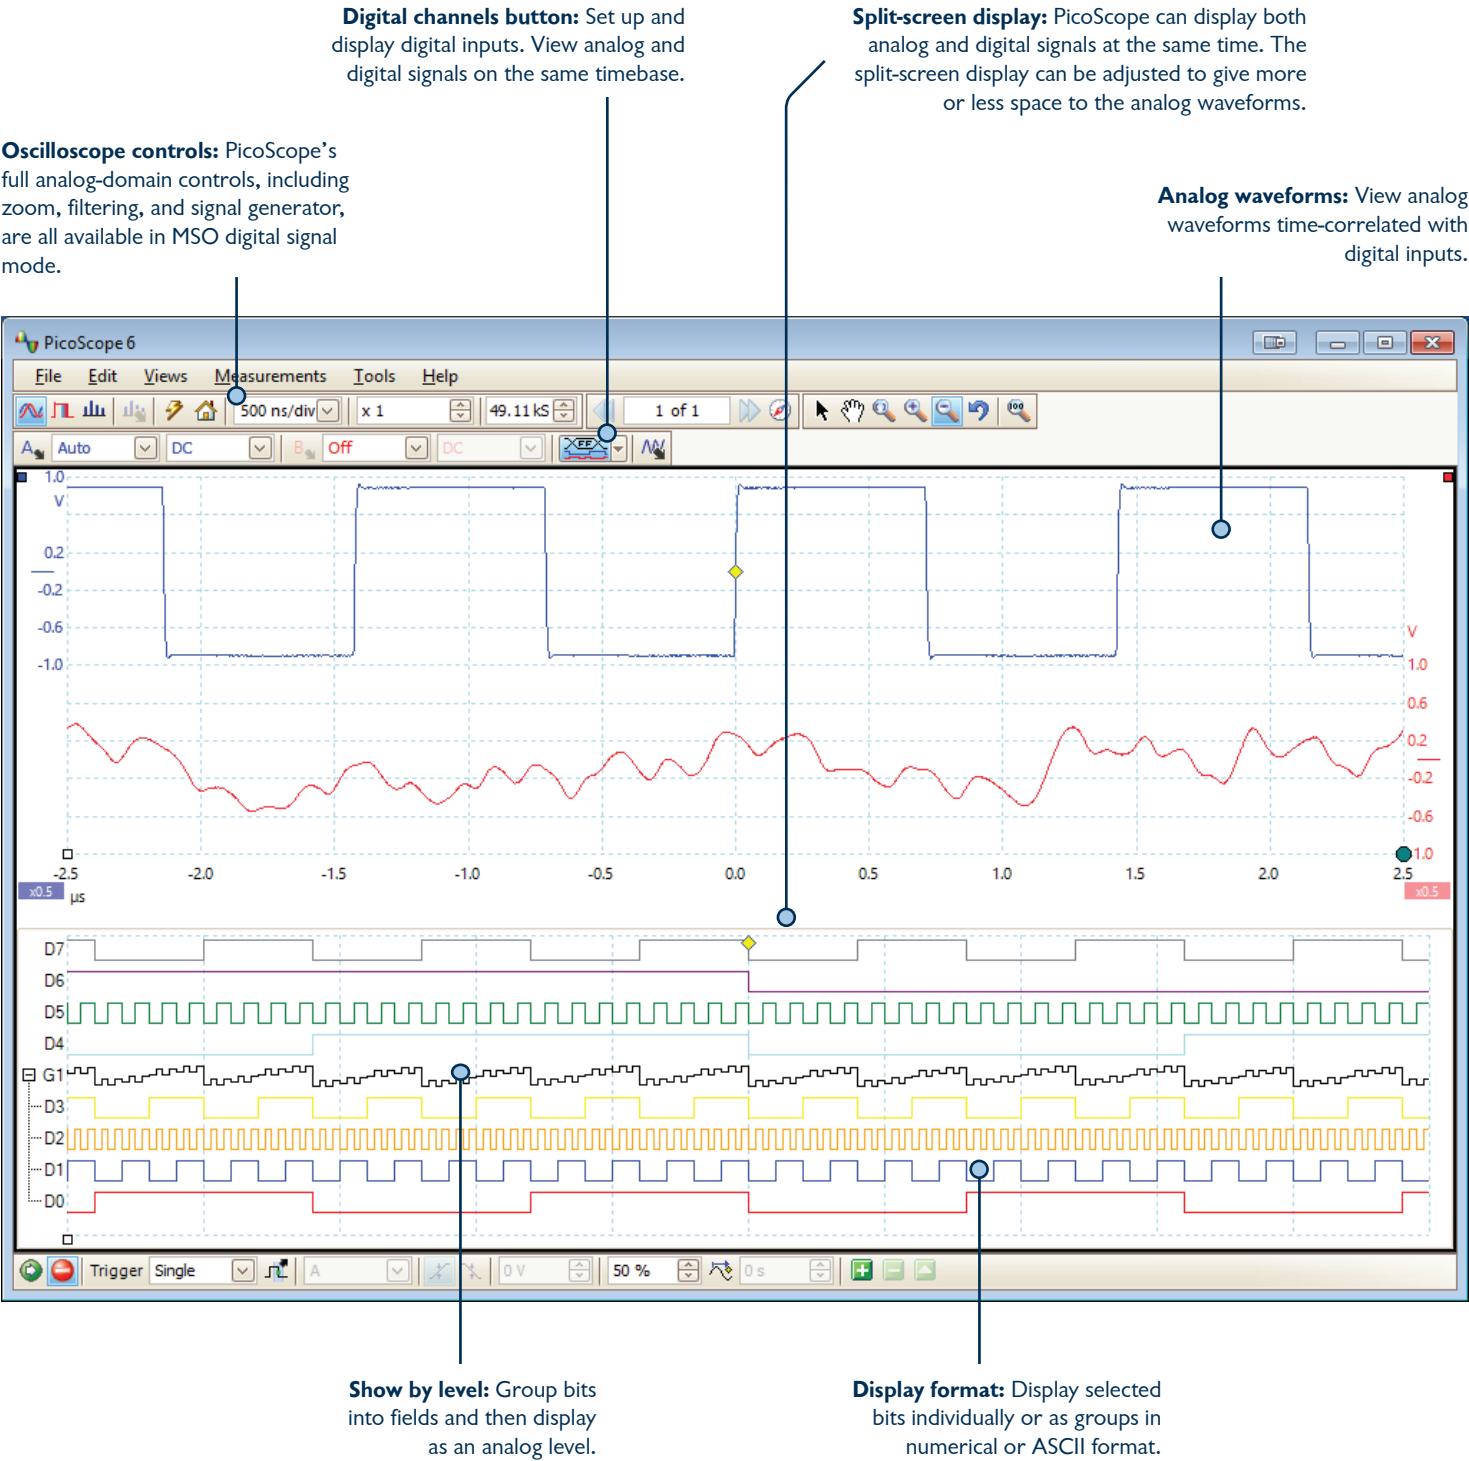 Digital channels button: Set up and
display digital inputs. View analog and
digital signals on the same timebase.
Split-screen display: PicoScope can display both
analog and digital signals at the same time. The
split-screen display can be adjusted to give more
or less space to the analog waveforms.
Oscilloscope controls: PicoScope's
full analog-domain controls, including
zoom, filtering, and signal generator,
are all available in MSO digital signal
mode.
Analog waveforms: View analog
waveforms time-correlated with
digital inputs.
PicoScope 6
File Edit Views Measurements Tools Help
500 ns/div x 1 49.11 kS 1 of 1 100
A Auto DC B Off DC XFFX
1.0
V
0.2
-0.2
-0.6
-1.0
V
1.0
0.6
0.2
-0.2
-0.6
-1.0
-2.5 -2.0 -1.5 -1.0 -0.5 0.0 0.5 1.0 1.5 2.0 2.5
x0.5 µs x0.5
D7
D6
D5
D4
G1
D3
D2
D1
D0
Trigger Single A 0 V 50 % 0 s
Show by level: Group bits
into fields and then display
as an analog level.
Display format: Display selected
bits individually or as groups in
numerical or ASCII format.